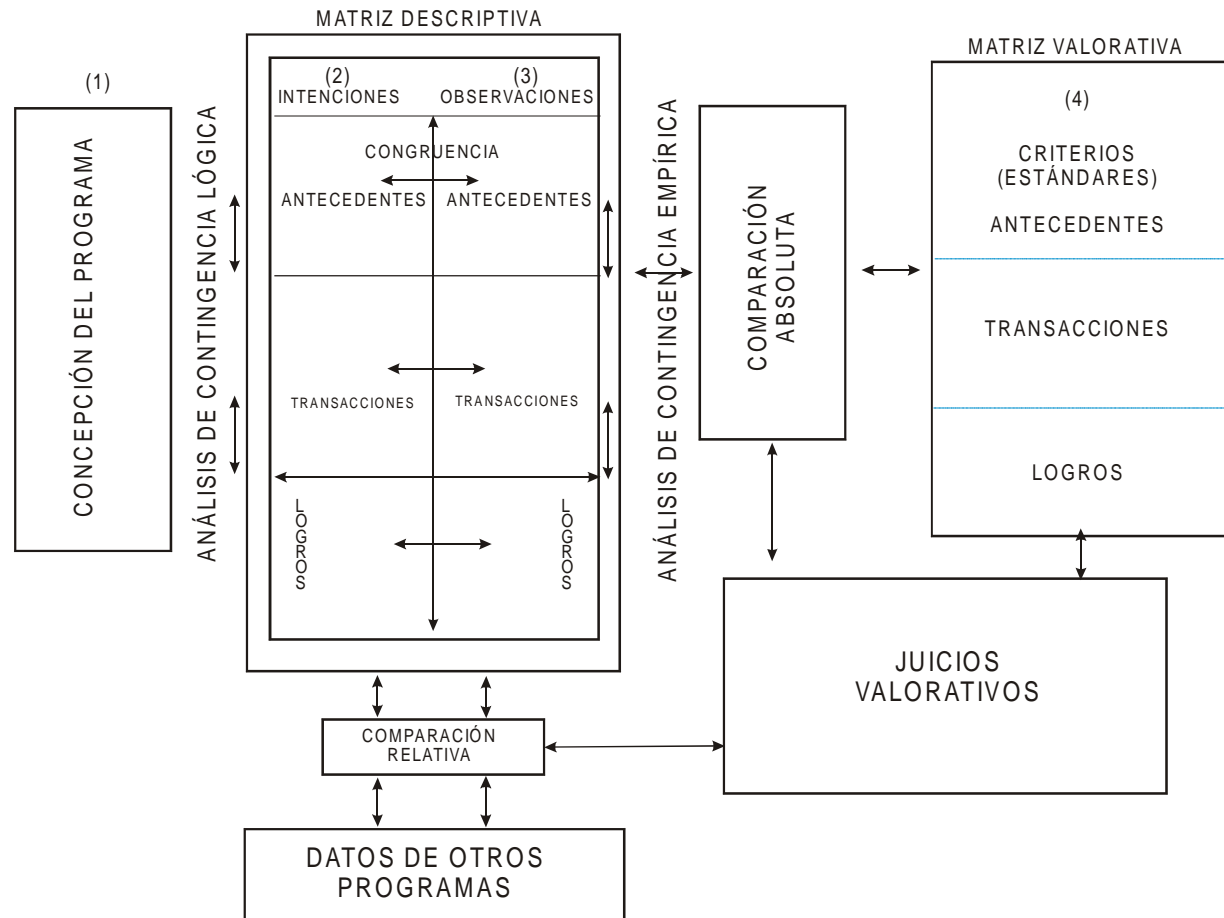 MATRIZ DESCRIPTIVA
MATRIZ VALORATIVA
(1)
CONCEPCIÓN DEL PROGRAMA
ANÁLISIS DE CONTINGENCIA LÓGICA
(2)
INTENCIONES
(3)
OBSERVACIONES
CONGRUENCIA
ANTECEDENTES
ANTECEDENTES
TRANSACCIONES
TRANSACCIONES
LOGROS
LOGROS
ANÁLISIS DE CONTINGENCIA EMPÍRICA
COMPARACIÓN
ABSOLUTA
(4)
CRITERIOS
(ESTÁNDARES)
ANTECEDENTES
TRANSACCIONES
LOGROS
JUICIOS
VALORATIVOS
COMPARACIÓN
RELATIVA
DATOS DE OTROS
PROGRAMAS